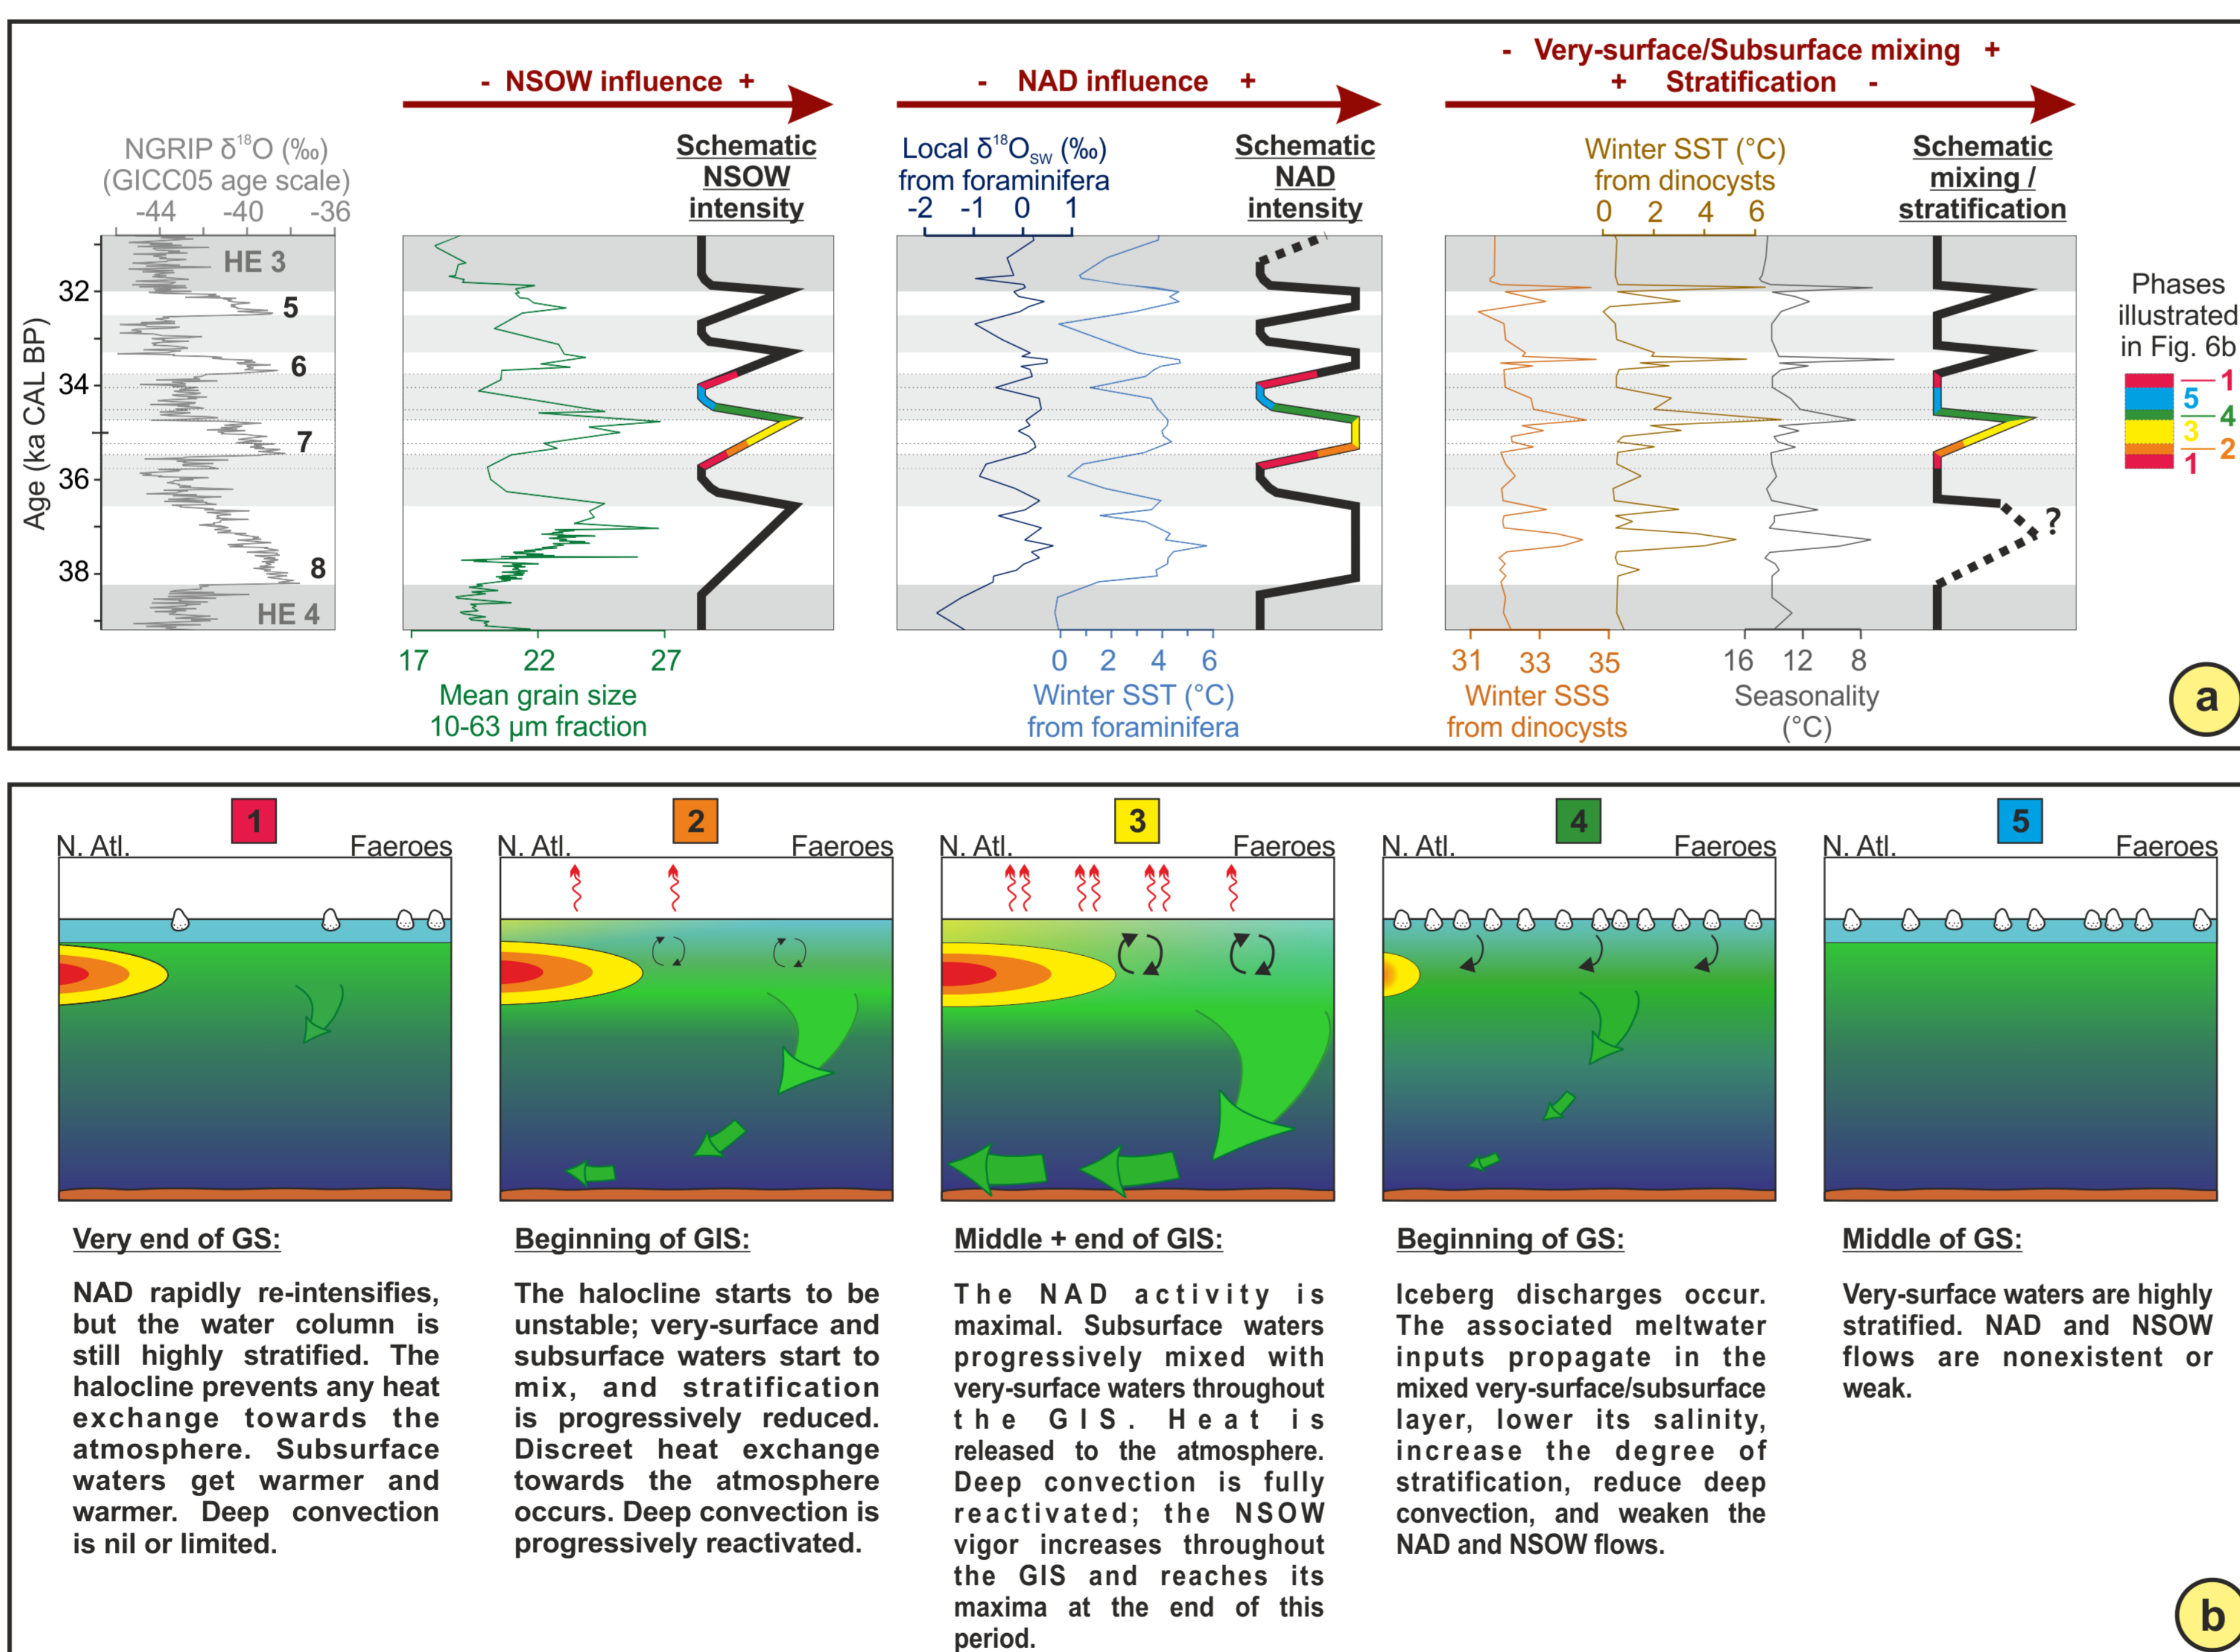 - Very-surface/Subsurface mixing +
- NSOW influence +
- NAD influence +
+ Stratification -
NGRIP δ18O (‰)
(GICC05 age scale)
-44 -40 -36
Schematic
NSOW
intensity
Local δ18OSW (‰)
from foraminifera
-2 -1 0 1
Schematic
NAD
intensity
Winter SST (°C)
from dinocysts
0 2 4 6
Schematic
mixing /
stratification
Age (ka CAL BP)
32
34
36
38
HE 3
5
6
7
8
HE 4
?
Phases
illustrated
in Fig. 6b
1
5
4
3
2
1
17 22 27
Mean grain size
10-63 µm fraction
0 2 4 6
Winter SST (°C)
from foraminifera
31 33 35
Winter SSS
from dinocysts
16 12 8
Seasonality
(°C)
a
1
N. Atl. Faeroes
Very end of GS:
NAD rapidly re-intensifies,
but the water column is
still highly stratified. The
halocline prevents any heat
exchange towards the
atmosphere. Subsurface
waters get warmer and
warmer. Deep convection
is nil or limited.
2
N. Atl. Faeroes
Beginning of GIS:
The halocline starts to be
unstable; very-surface and
subsurface waters start to
mix, and stratification
is progressively reduced.
Discreet heat exchange
towards the atmosphere
occurs. Deep convection is
progressively reactivated.
3
N. Atl. Faeroes
Middle + end of GIS:
The NAD activity is
maximal. Subsurface waters
progressively mixed with
very-surface waters throughout
the GIS. Heat is
released to the atmosphere.
Deep convection is fully
reactivated; the NSOW
vigor increases throughout
the GIS and reaches its
maxima at the end of this
period.
4
N. Atl. Faeroes
Beginning of GS:
Iceberg discharges occur.
The associated meltwater
inputs propagate in the
mixed very-surface/subsurface
layer, lower its salinity,
increase the degree of
stratification, reduce deep
convection, and weaken the
NAD and NSOW flows.
5
N. Atl. Faeroes
Middle of GS:
Very-surface waters are highly
stratified. NAD and NSOW
flows are nonexistent or
weak.
b